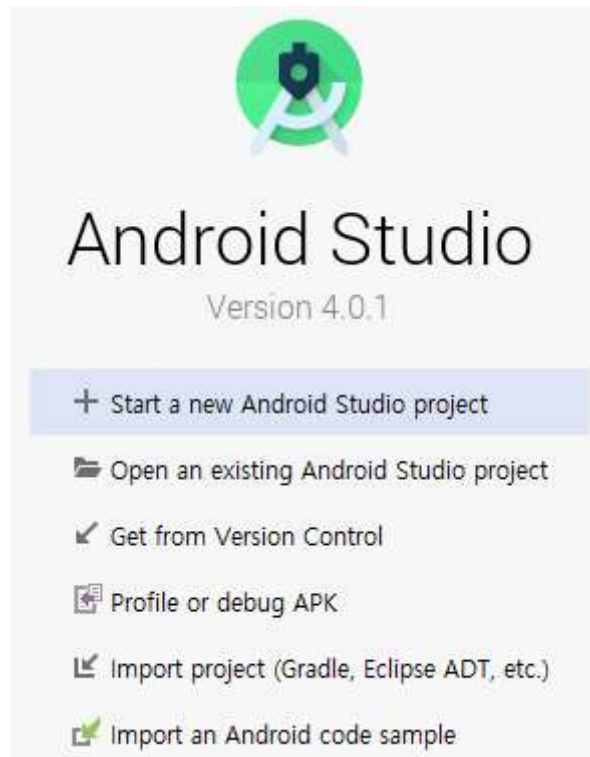 Android Studio
Version 4.0.1
Start a new Android Studio project
Open an existing Android Studio project
Get from Version Control
Profile or debug APK
Import project (Gradle, Eclipse ADT, etc.)
Import an Android code sample